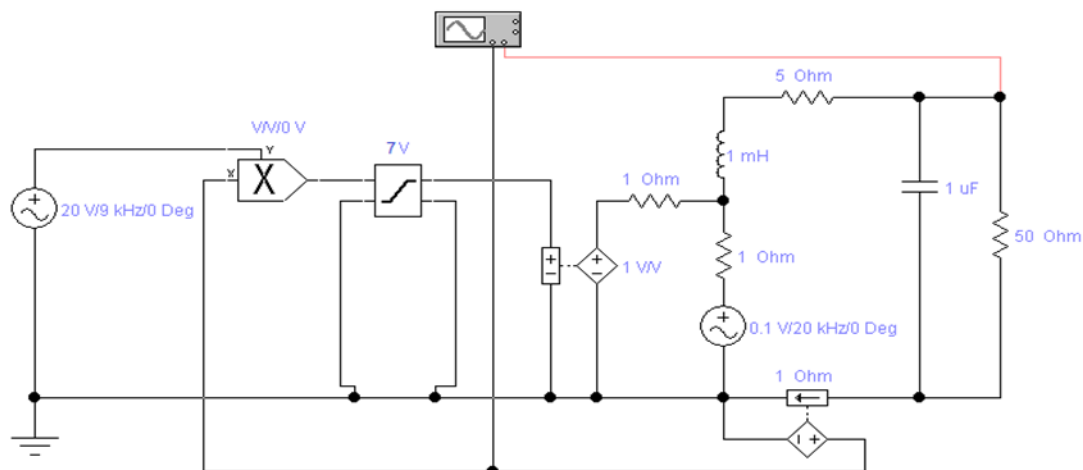 5 Ohm
V/V/0 V
Y
X
X
7 V
20 V/9 kHz/0 Deg
1 mH
1 Ohm
1 uF
50 Ohm
1 V/V
1 Ohm
0.1 V/20 kHz/0 Deg
1 Ohm